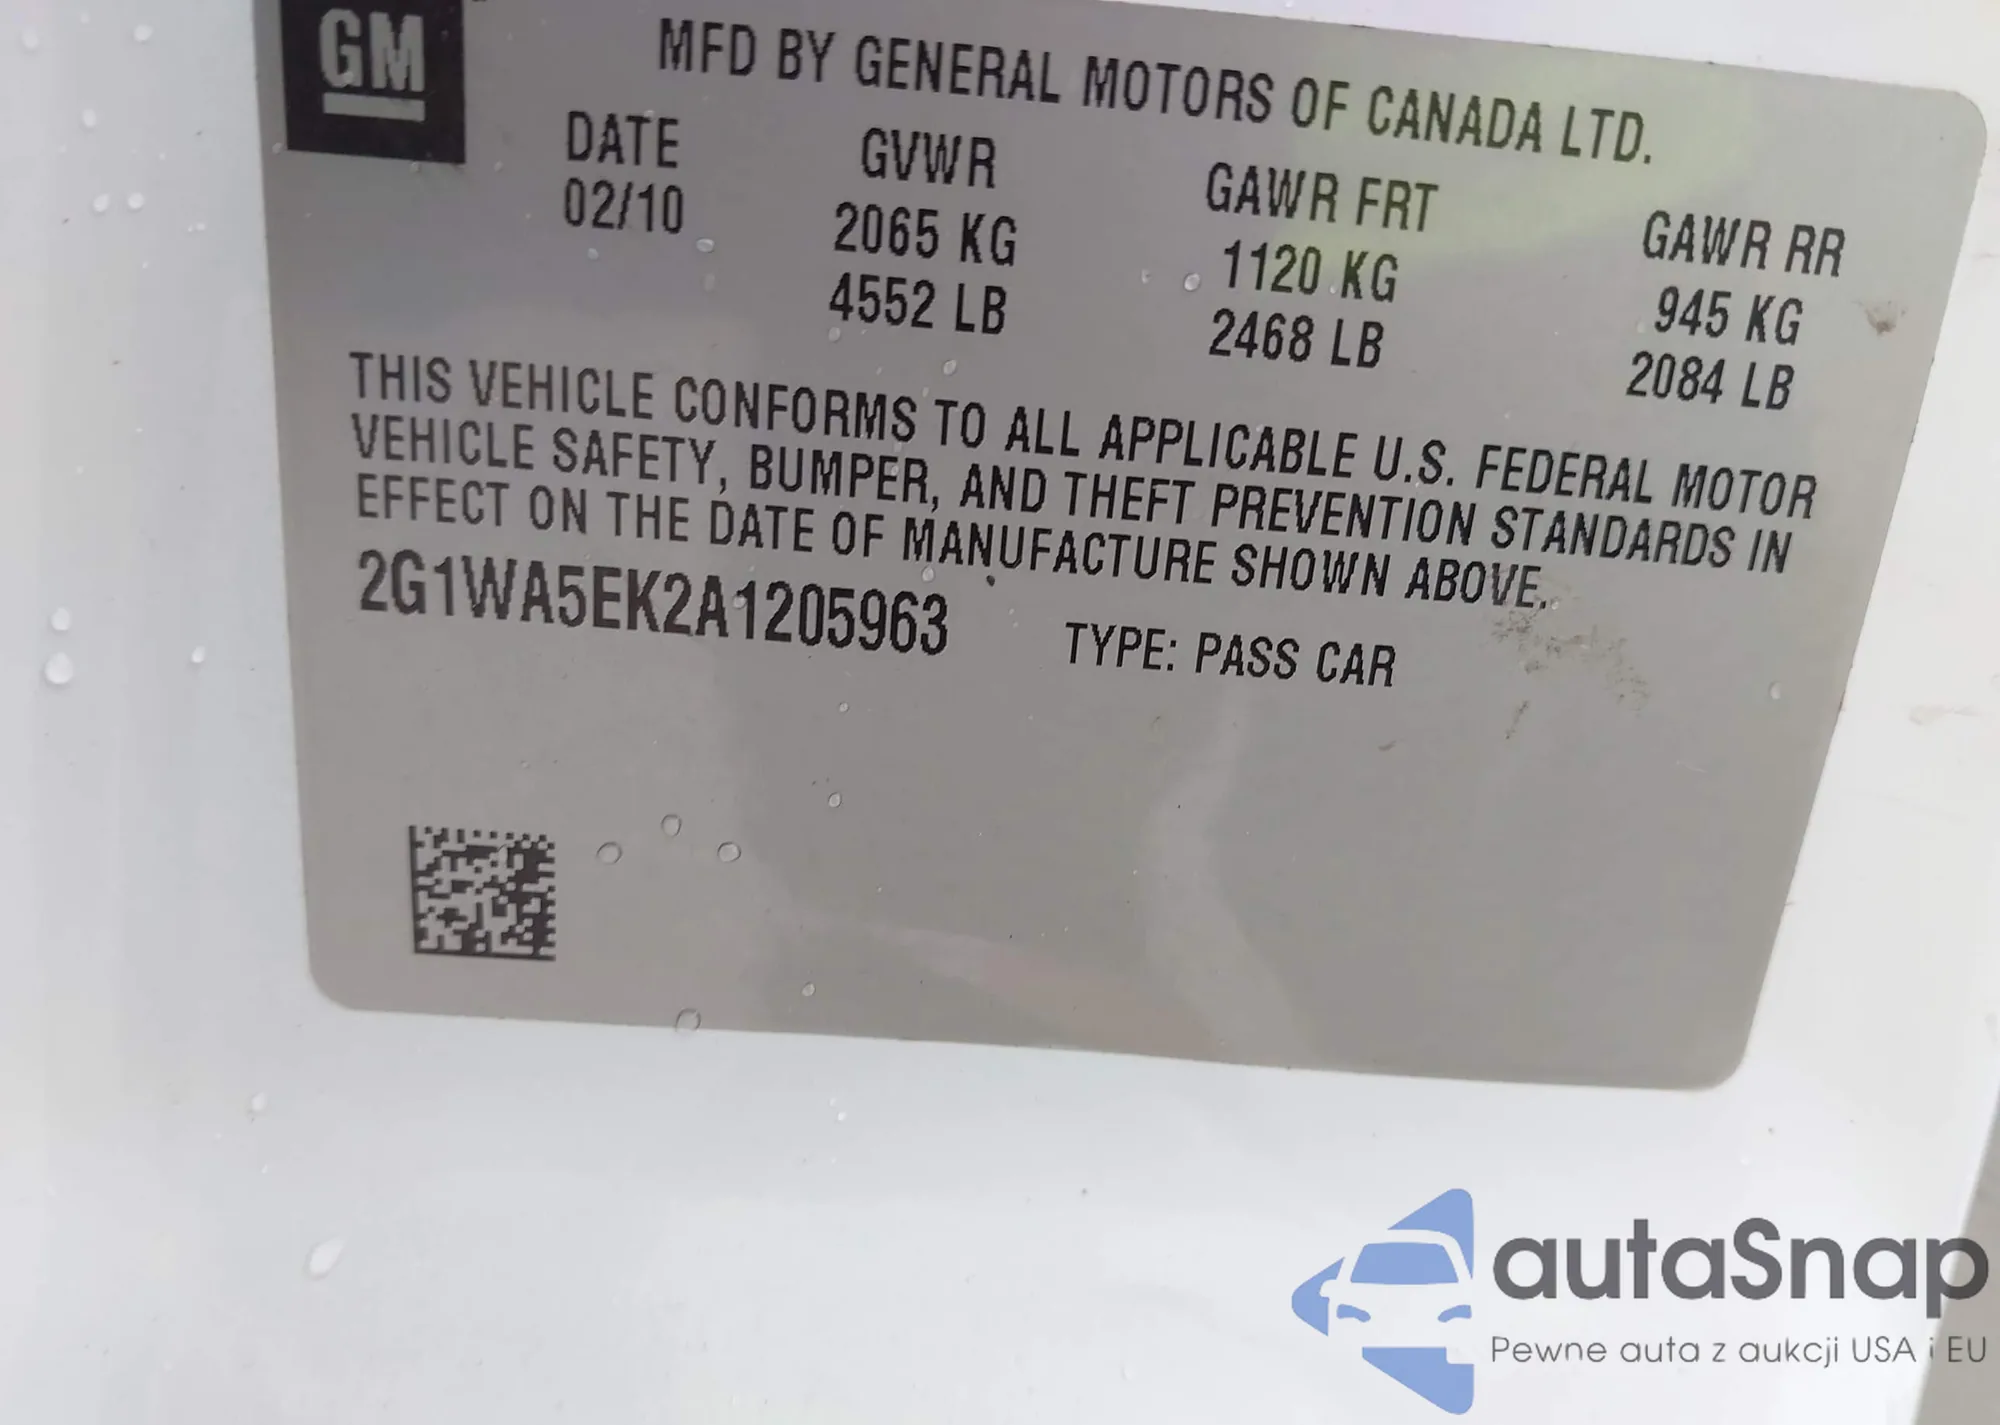 GM
MFD BY GENERAL MOTORS OF CANADA LTD.
DATE GVWR GAWR FRT GAWR RR
02/10 2065 KG 1120 KG 945 KG
4552 LB 2468 LB 2084 LB
THIS VEHICLE CONFORMS TO ALL APPLICABLE U.S. FEDERAL MOTOR
VEHICLE SAFETY, BUMPER, AND THEFT PREVENTION STANDARDS IN
EFFECT ON THE DATE OF MANUFACTURE SHOWN ABOVE.
2G1WA5EK2A1205963 TYPE: PASS CAR
autaSnap
Pewne auta z aukcji USA i EU